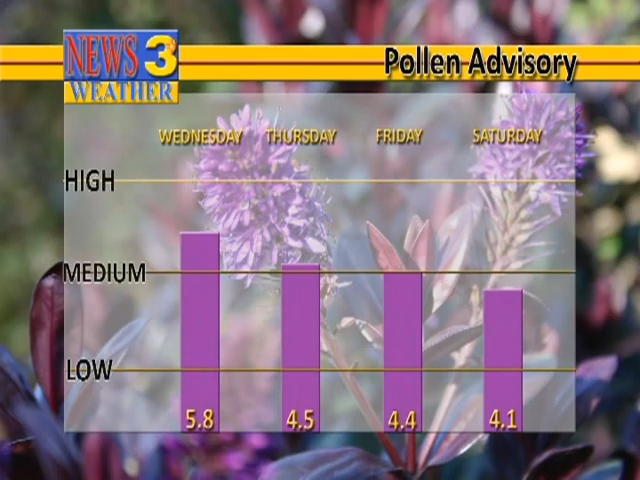 NEWS 3
WEATHER
Pollen Advisory
WEDNESDAY THURSDAY FRIDAY SATURDAY
HIGH
MEDIUM
LOW
5.8 4.5 4.4 4.1